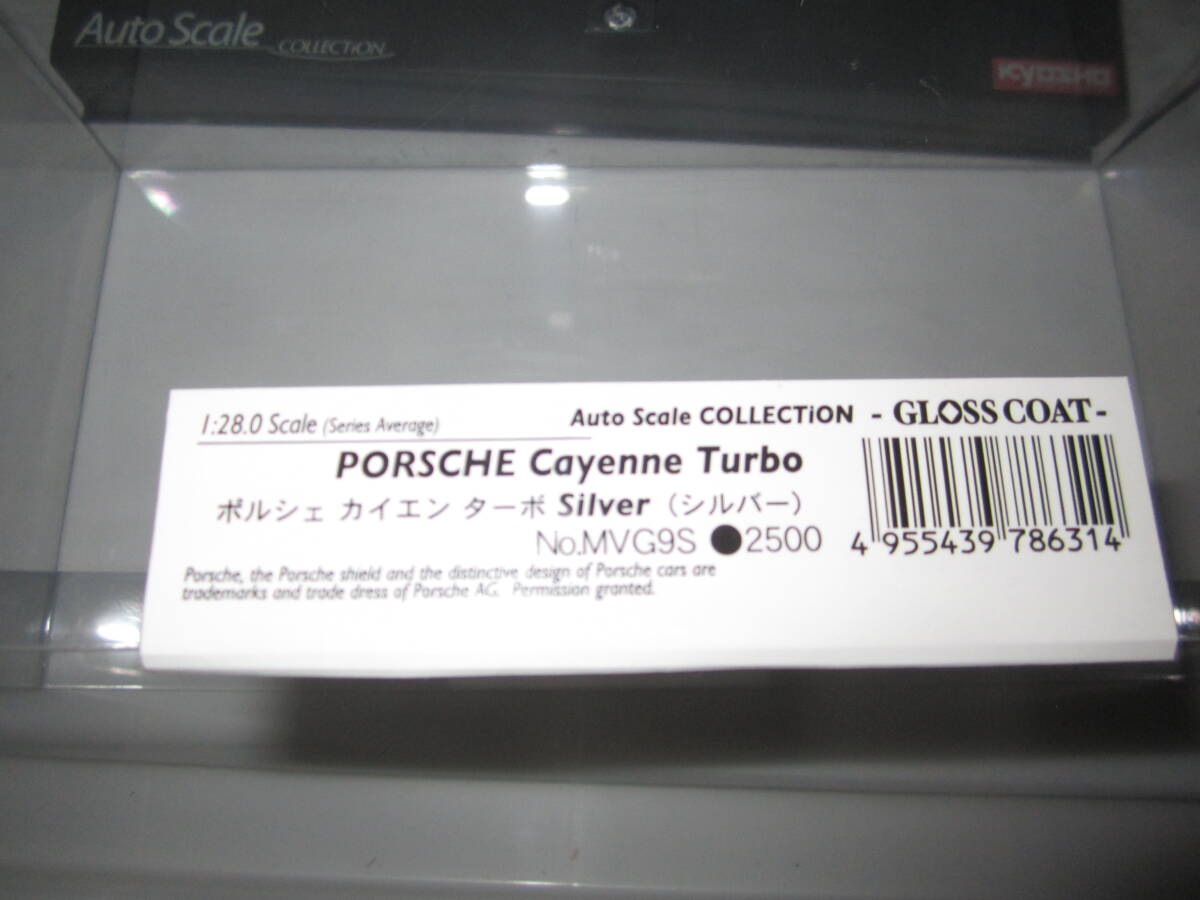 Auto Scale COLLECTiON
KYOSHO
1:28.0 Scale (Series Average)
Auto Scale COLLECTiON - GLOSS COAT -
PORSCHE Cayenne Turbo
ポルシェ カイエン ターボ Silver (シルバー)
No.MVG9S ●2500
4 955439 786314
Porsche, the Porsche shield and the distinctive design of Porsche cars are
trademarks and trade dress of Porsche AG. Permission granted.